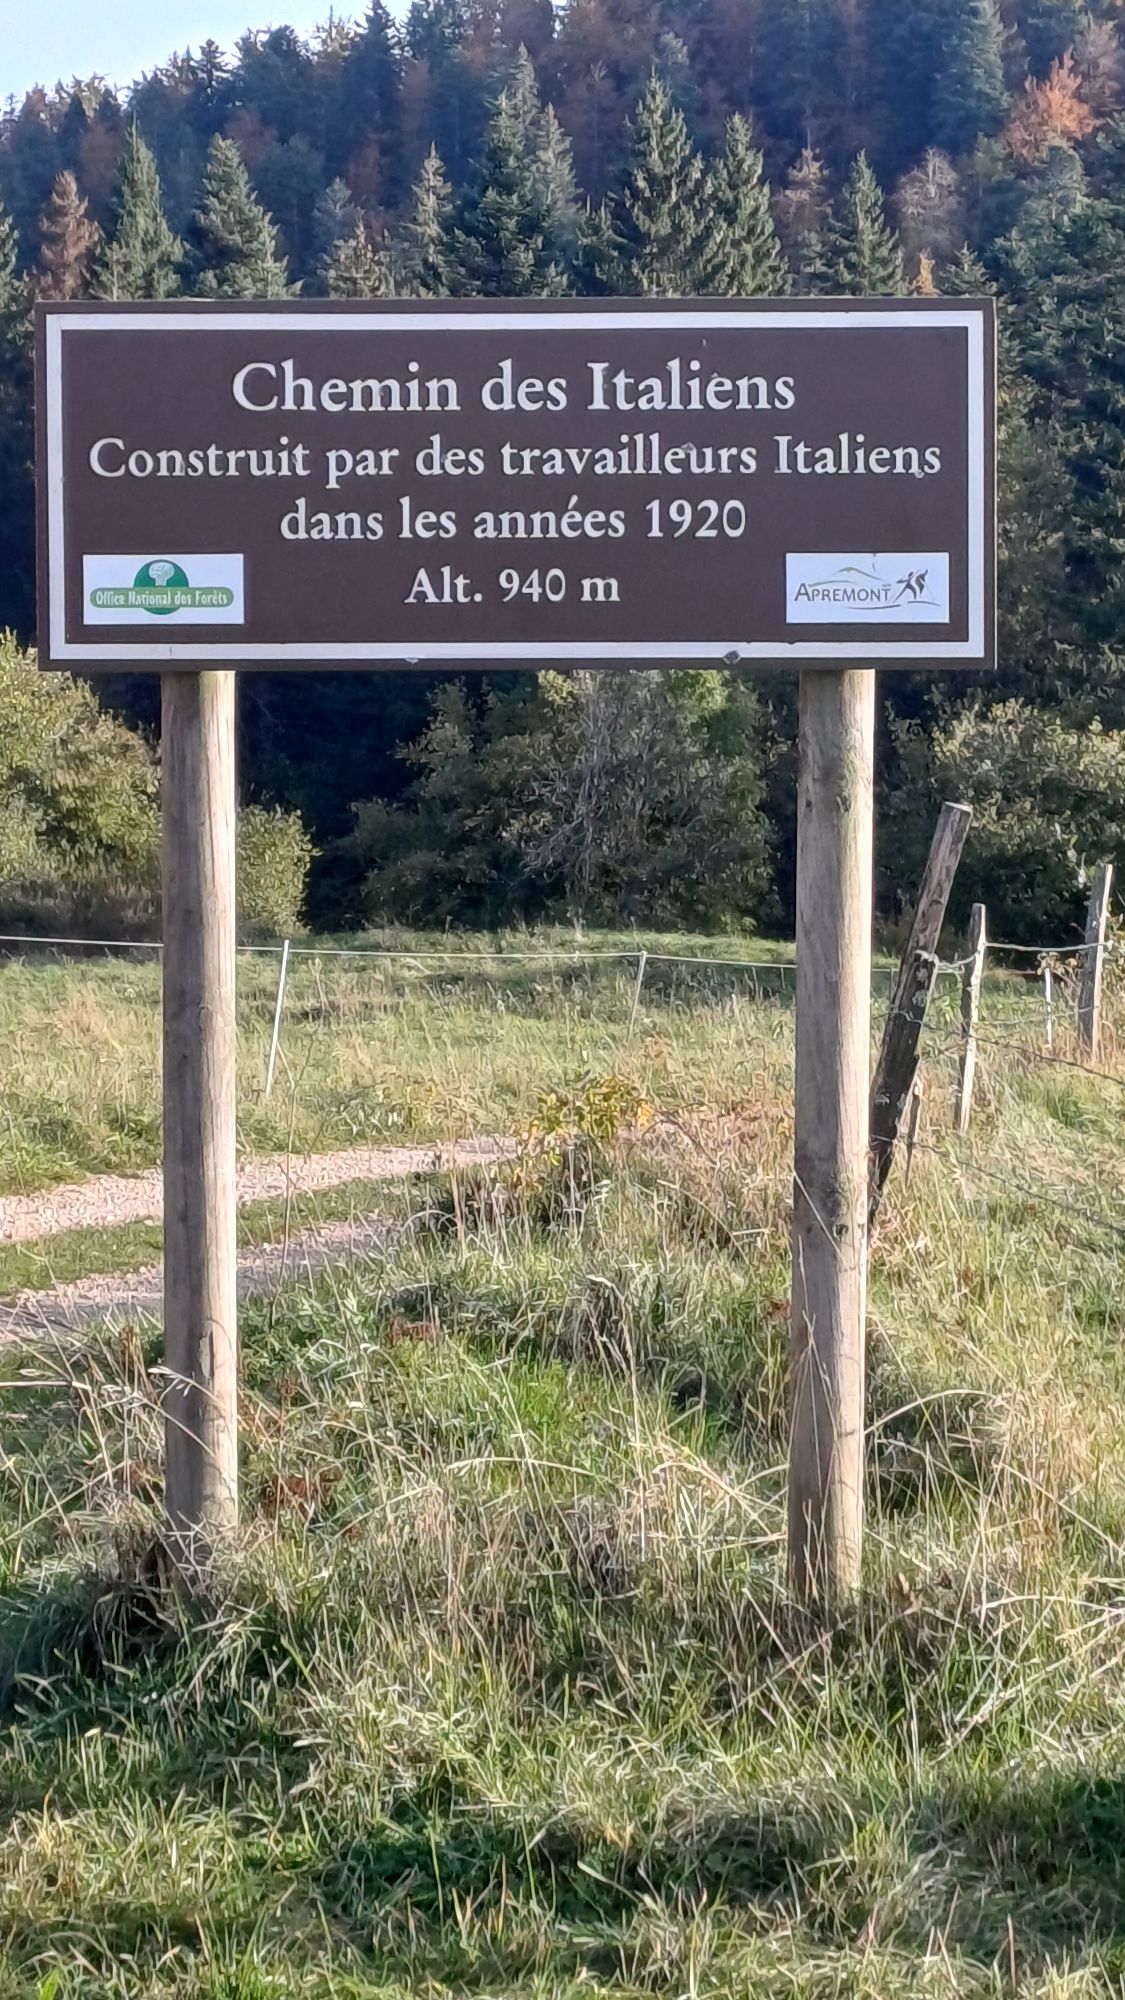 Chemin des Italiens
Construit par des travailleurs Italiens
dans les années 1920
Alt. 940 m
Office National des Forêts
APREMONT